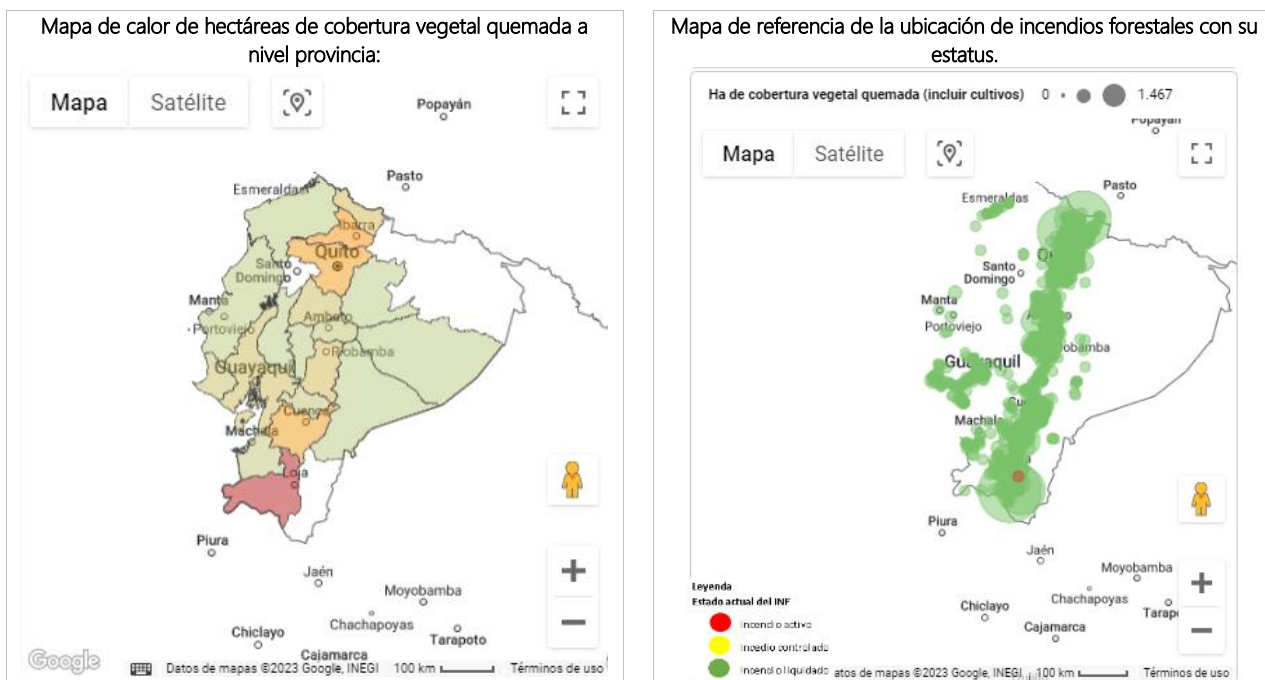 Mapa de calor de hectáreas de cobertura vegetal quemada a
nivel provincia:
Mapa Satélite
Popayán
Pasto
Esmeraldas
Ibarra
Quito
Santo
Domingo
Manta
Portoviejo
Ambato
Riobamba
Guayaquil
Cuenca
Machala
Loja
Piura
Jaén
Moyobamba
Chachapoyas
Chiclayo
Tarapoto
Cajamarca
Google
Datos de mapas ©2023 Google, INEGI 100 km Términos de uso
Mapa de referencia de la ubicación de incendios forestales con su
estatus.
Ha de cobertura vegetal quemada (incluir cultivos) 0 1.467
Popayán
Mapa Satélite
Pasto
Esmeraldas
Santo
Domingo
Manta
Portoviejo
obamba
Guayaquil
Machala
Piura
Jaén
Moyobamba
Chachapoyas
Chiclayo
Tarap
Cajamarca
Leyenda
Estado actual del INF
Incendio activo
Incedio controlado
Incendio liquidado
atos de mapas ©2023 Google, INEGI 100 km Términos de uso